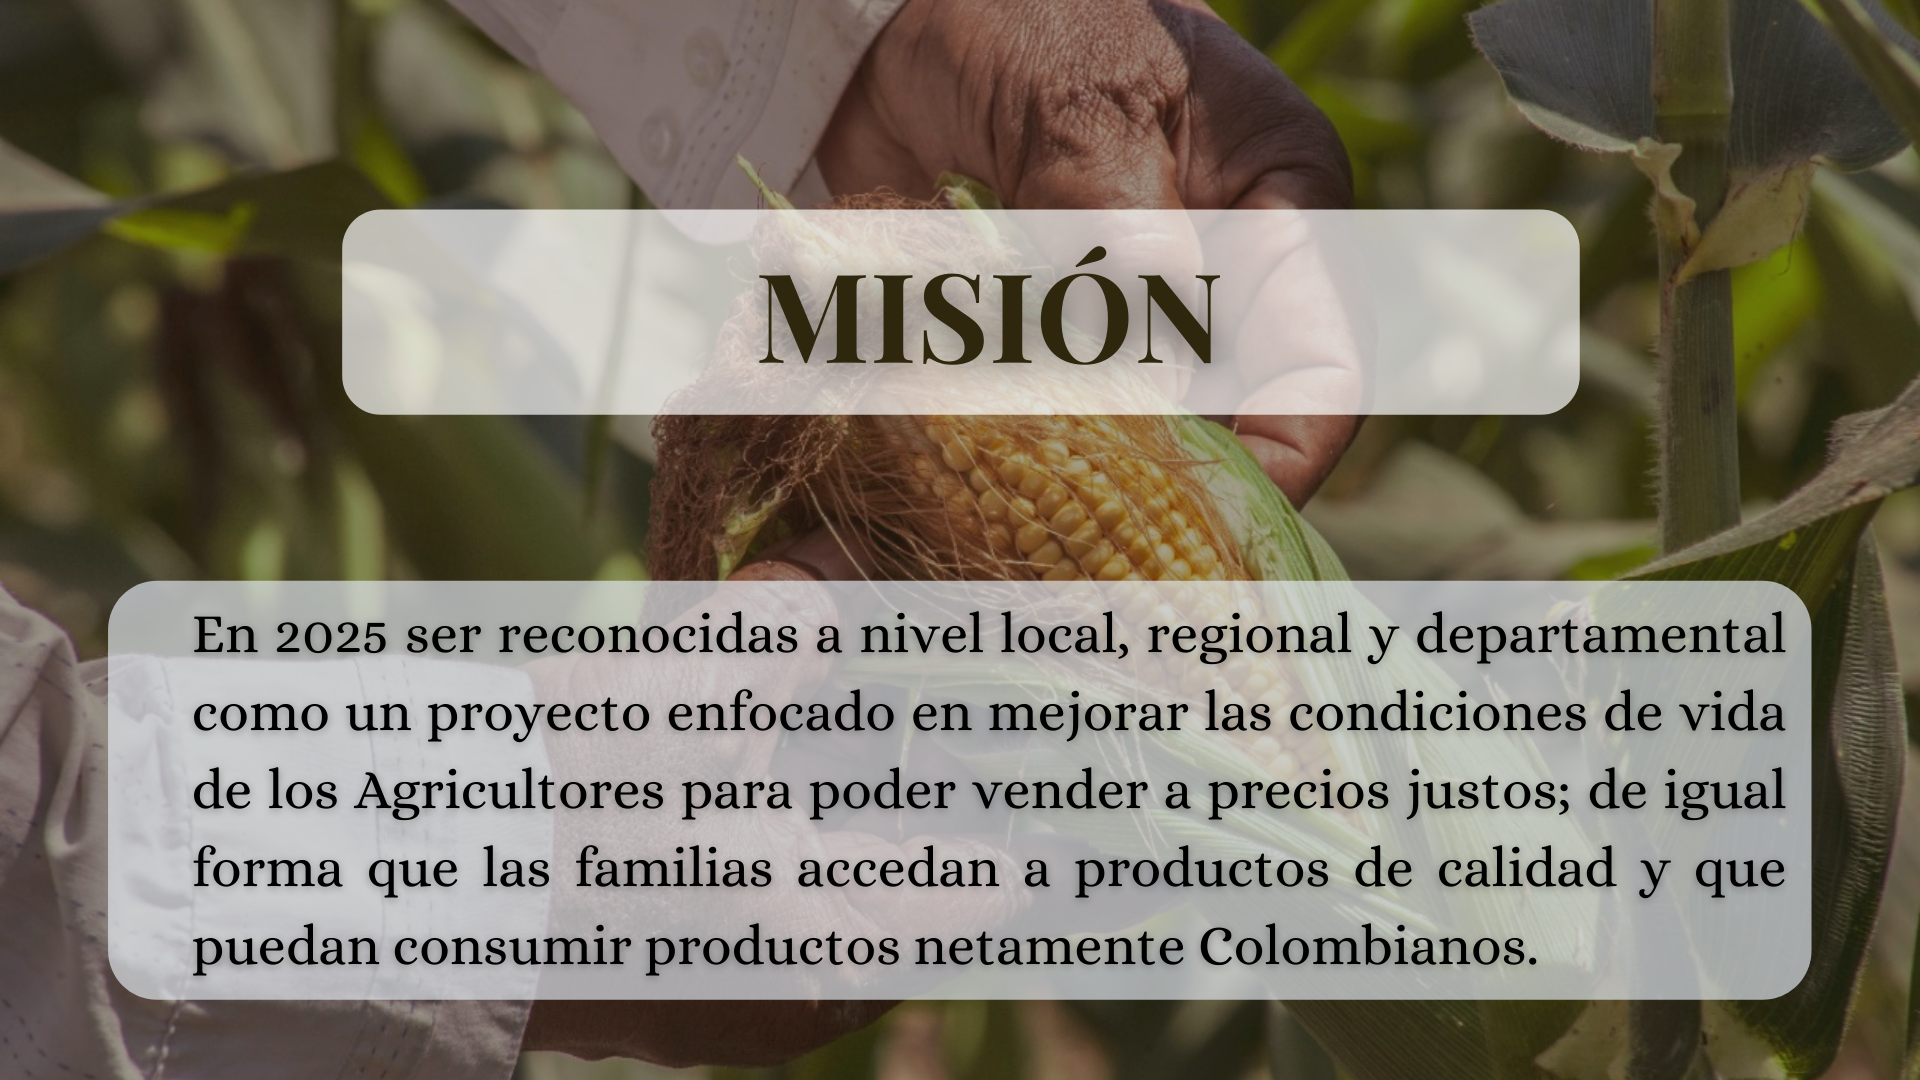 MISIÓN
En 2025 ser reconocidas a nivel local, regional y departamental
como un proyecto enfocado en mejorar las condiciones de vida
de los Agricultores para poder vender a precios justos; de igual
forma que las familias accedan a productos de calidad y que
puedan consumir productos netamente Colombianos.